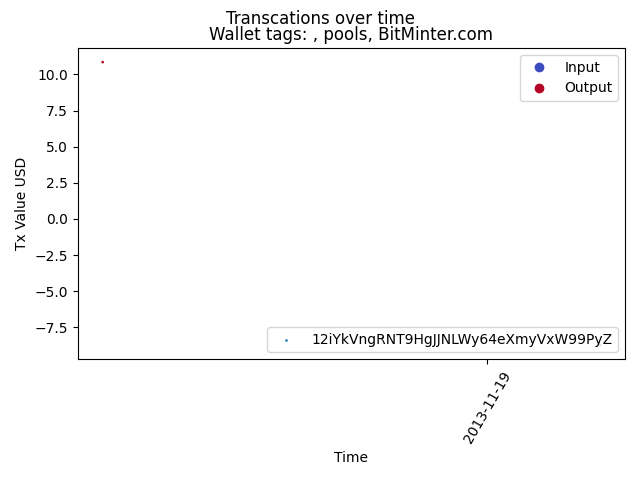 Transcations over time
Wallet tags: , pools, BitMinter.com
Input
Output
10.0
7.5
5.0
2.5
0.0
−2.5
−5.0
−7.5
Tx Value USD
12iYkVngRNT9HgJJNLWy64eXmyVxW99PyZ
2013-11-19
Time